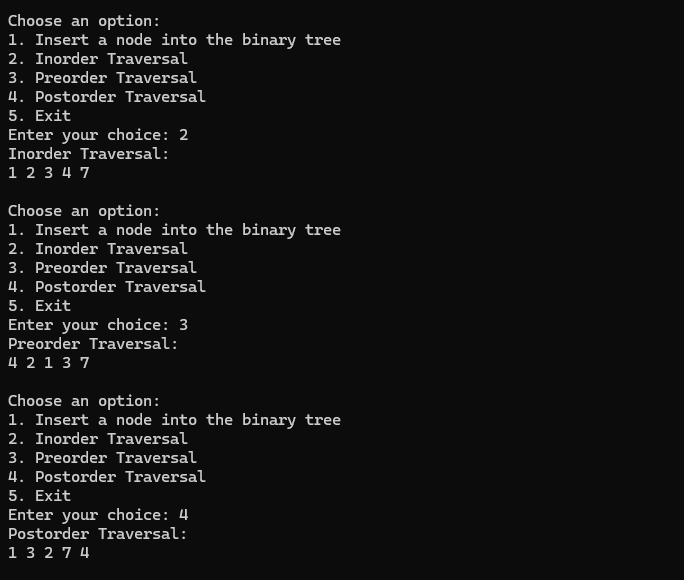 Choose an option:
1. Insert a node into the binary tree
2. Inorder Traversal
3. Preorder Traversal
4. Postorder Traversal
5. Exit
Enter your choice: 2
Inorder Traversal:
1 2 3 4 7
Choose an option:
1. Insert a node into the binary tree
2. Inorder Traversal
3. Preorder Traversal
4. Postorder Traversal
5. Exit
Enter your choice: 3
Preorder Traversal:
4 2 1 3 7
Choose an option:
1. Insert a node into the binary tree
2. Inorder Traversal
3. Preorder Traversal
4. Postorder Traversal
5. Exit
Enter your choice: 4
Postorder Traversal:
1 3 2 7 4